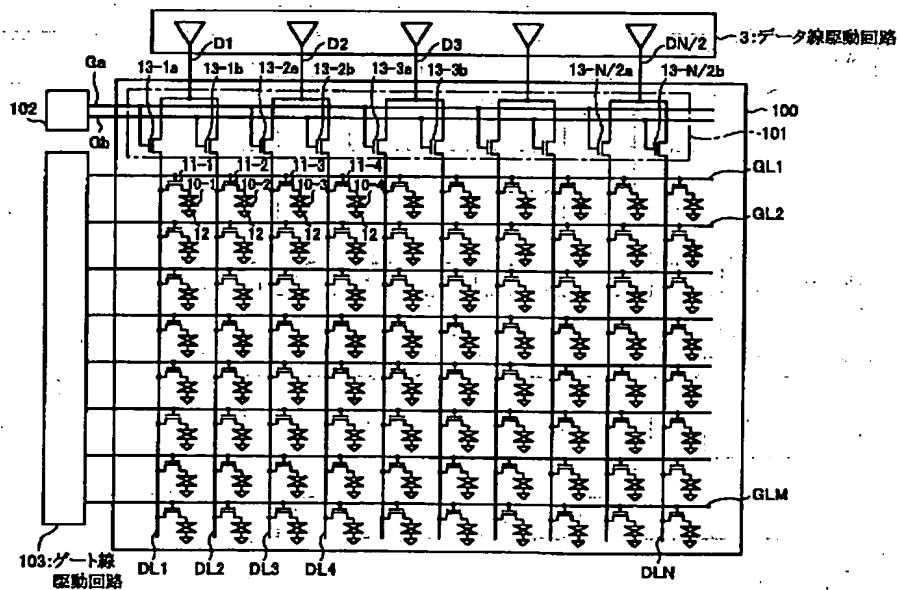 D1 D2 D3 DN/2
3:データ線駆動回路
13-1a 13-1b 13-2a 13-2b 13-3a 13-3b 13-N/2a 13-N/2b
Ga
102
Gb
100
101
11-1 11-2 11-3 11-4
GL1
10-1 10-2 10-3 10-4
12 12 12 12
GL2
GLM
103:ゲート線
駆動回路
DL1 DL2 DL3 DL4 DLN